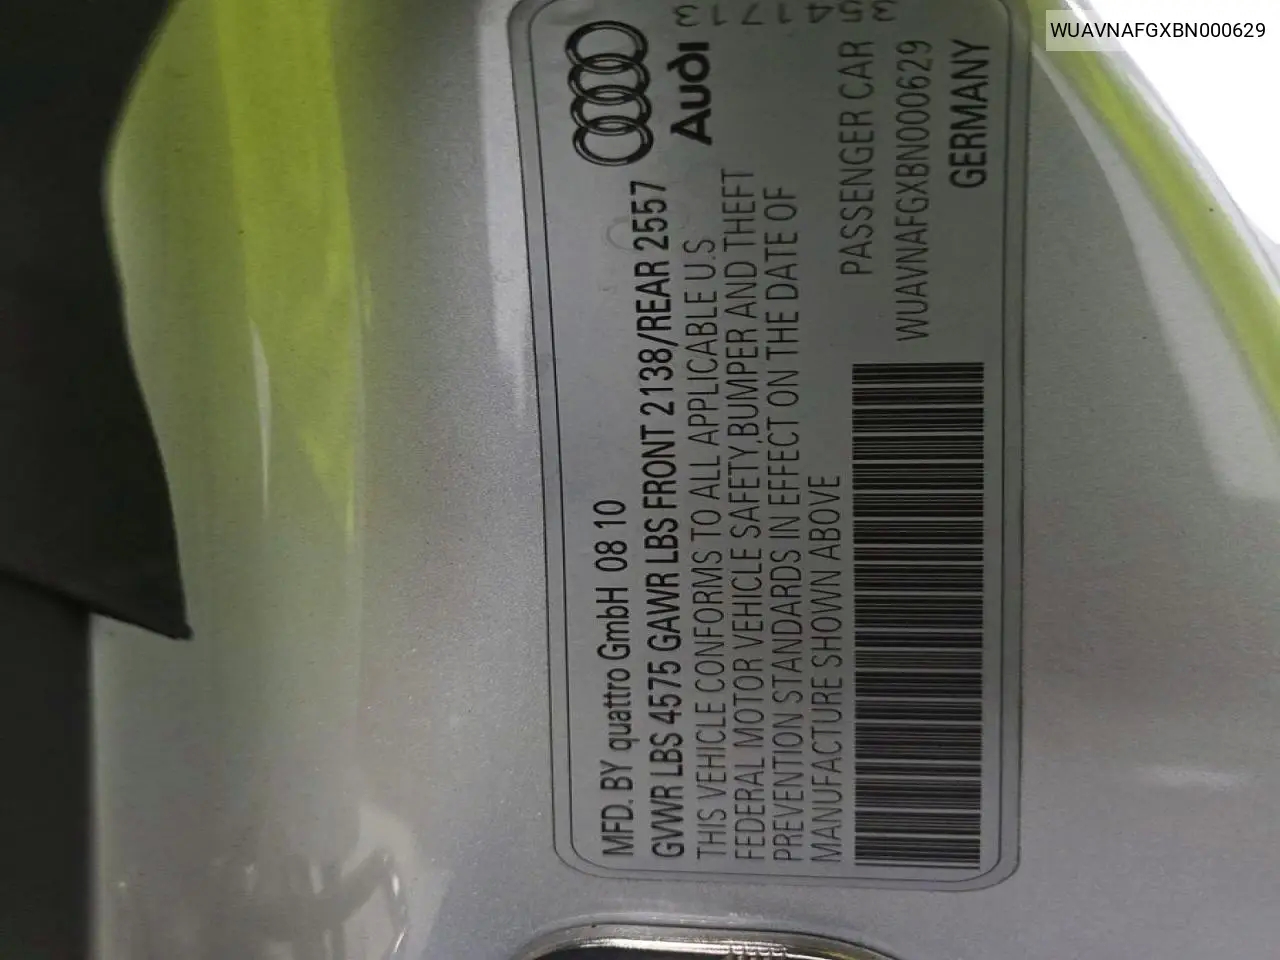 WUAVNAFGXBN000629
MFD. BY quattro GmbH 08 10
GVWR LBS 4575 GAWR LBS FRONT 2138/REAR 2557
THIS VEHICLE CONFORMS TO ALL APPLICABLE U.S
FEDERAL MOTOR VEHICLE SAFETY,BUMPER AND THEFT
PREVENTION STANDARDS IN EFFECT ON THE DATE OF
MANUFACTURE SHOWN ABOVE
Audi
PASSENGER CAR
WUAVNAFGXBN000629
GERMANY